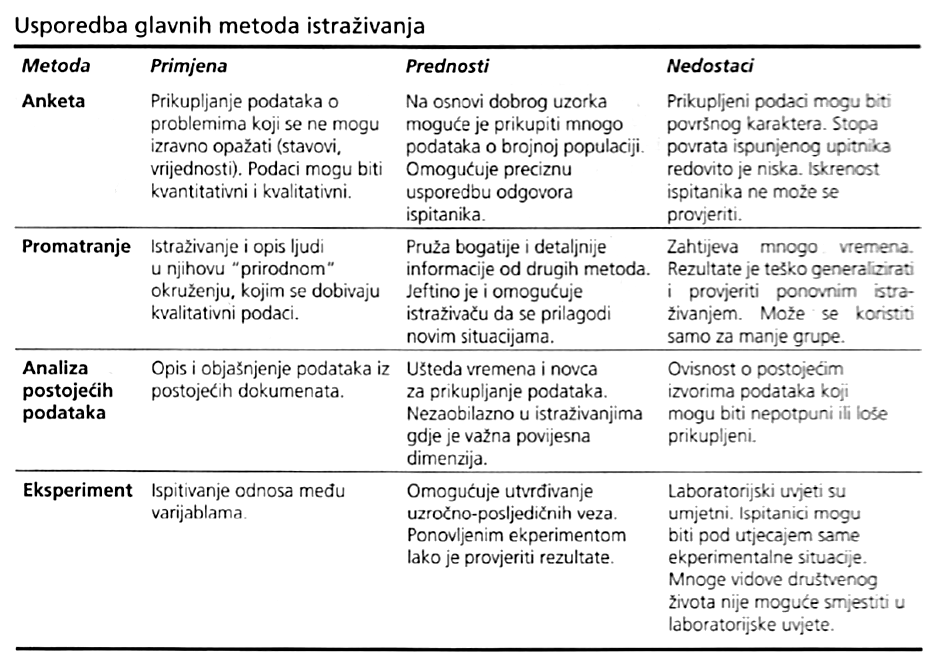 Usporedba glavnih metoda istraživanja
Metoda Primjena Prednosti Nedostaci
Anketa
Prikupljanje podataka o
problemima koji se ne mogu
izravno opažati (stavovi,
vrijednosti). Podaci mogu biti
kvantitativni i kvalitativni.
Na osnovi dobrog uzorka
moguće je prikupiti mnogo
podataka o brojnoj populaciji.
Omogućuje preciznu
usporedbu odgovora
ispitanika.
Prikupljeni podaci mogu biti
površnog karaktera. Stopa
povrata ispunjenog upitnika
redovito je niska. Iskrenost
ispitanika ne može se
provjeriti.
Promatranje
Istraživanje i opis ljudi
u njihovu "prirodnom"
okruženju, kojim se dobivaju
kvalitativni podaci.
Pruža bogatije i detaljnije
informacije od drugih metoda.
Jeftino je i omogućuje
istraživaču da se prilagodi
novim situacijama.
Zahtijeva mnogo vremena.
Rezultate je teško generalizirati
i provjeriti ponovnim istra-
živanjem. Može se koristiti
samo za manje grupe.
Analiza
postojećih
podataka
Opis i objašnjenje podataka iz
postojećih dokumenata.
Ušteda vremena i novca
za prikupljanje podataka.
Nezaobilazno u istraživanjima
gdje je važna povijesna
dimenzija.
Ovisnost o postojećim
izvorima podataka koji
mogu biti nepotpuni ili loše
prikupljeni.
Eksperiment
Ispitivanje odnosa među
varijablama.
Omogućuje utvrđivanje
uzročno-posljedičnih veza.
Ponovljenim ekperimentom
lako je provjeriti rezultate.
Laboratorijski uvjeti su
umjetni. Ispitanici mogu
biti pod utjecajem same
ekperimentalne situacije.
Mnoge vidove društvenog
života nije moguće smjestiti u
laboratorijske uvjete.